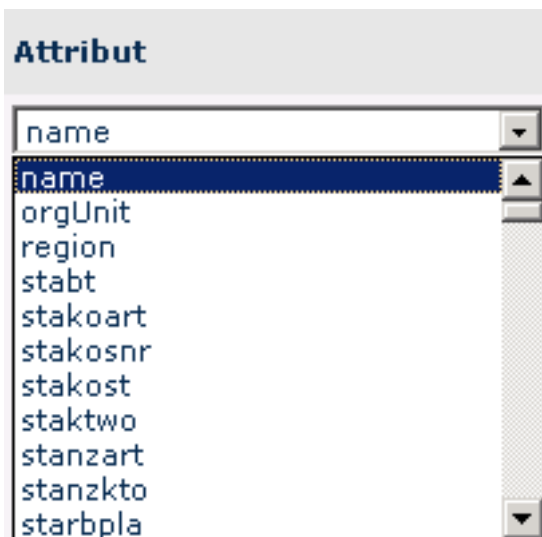 Attribut
name
name
orgUnit
region
stabt
stakoart
stakosnr
stakost
staktwo
stanzart
stanzkto
starbpla